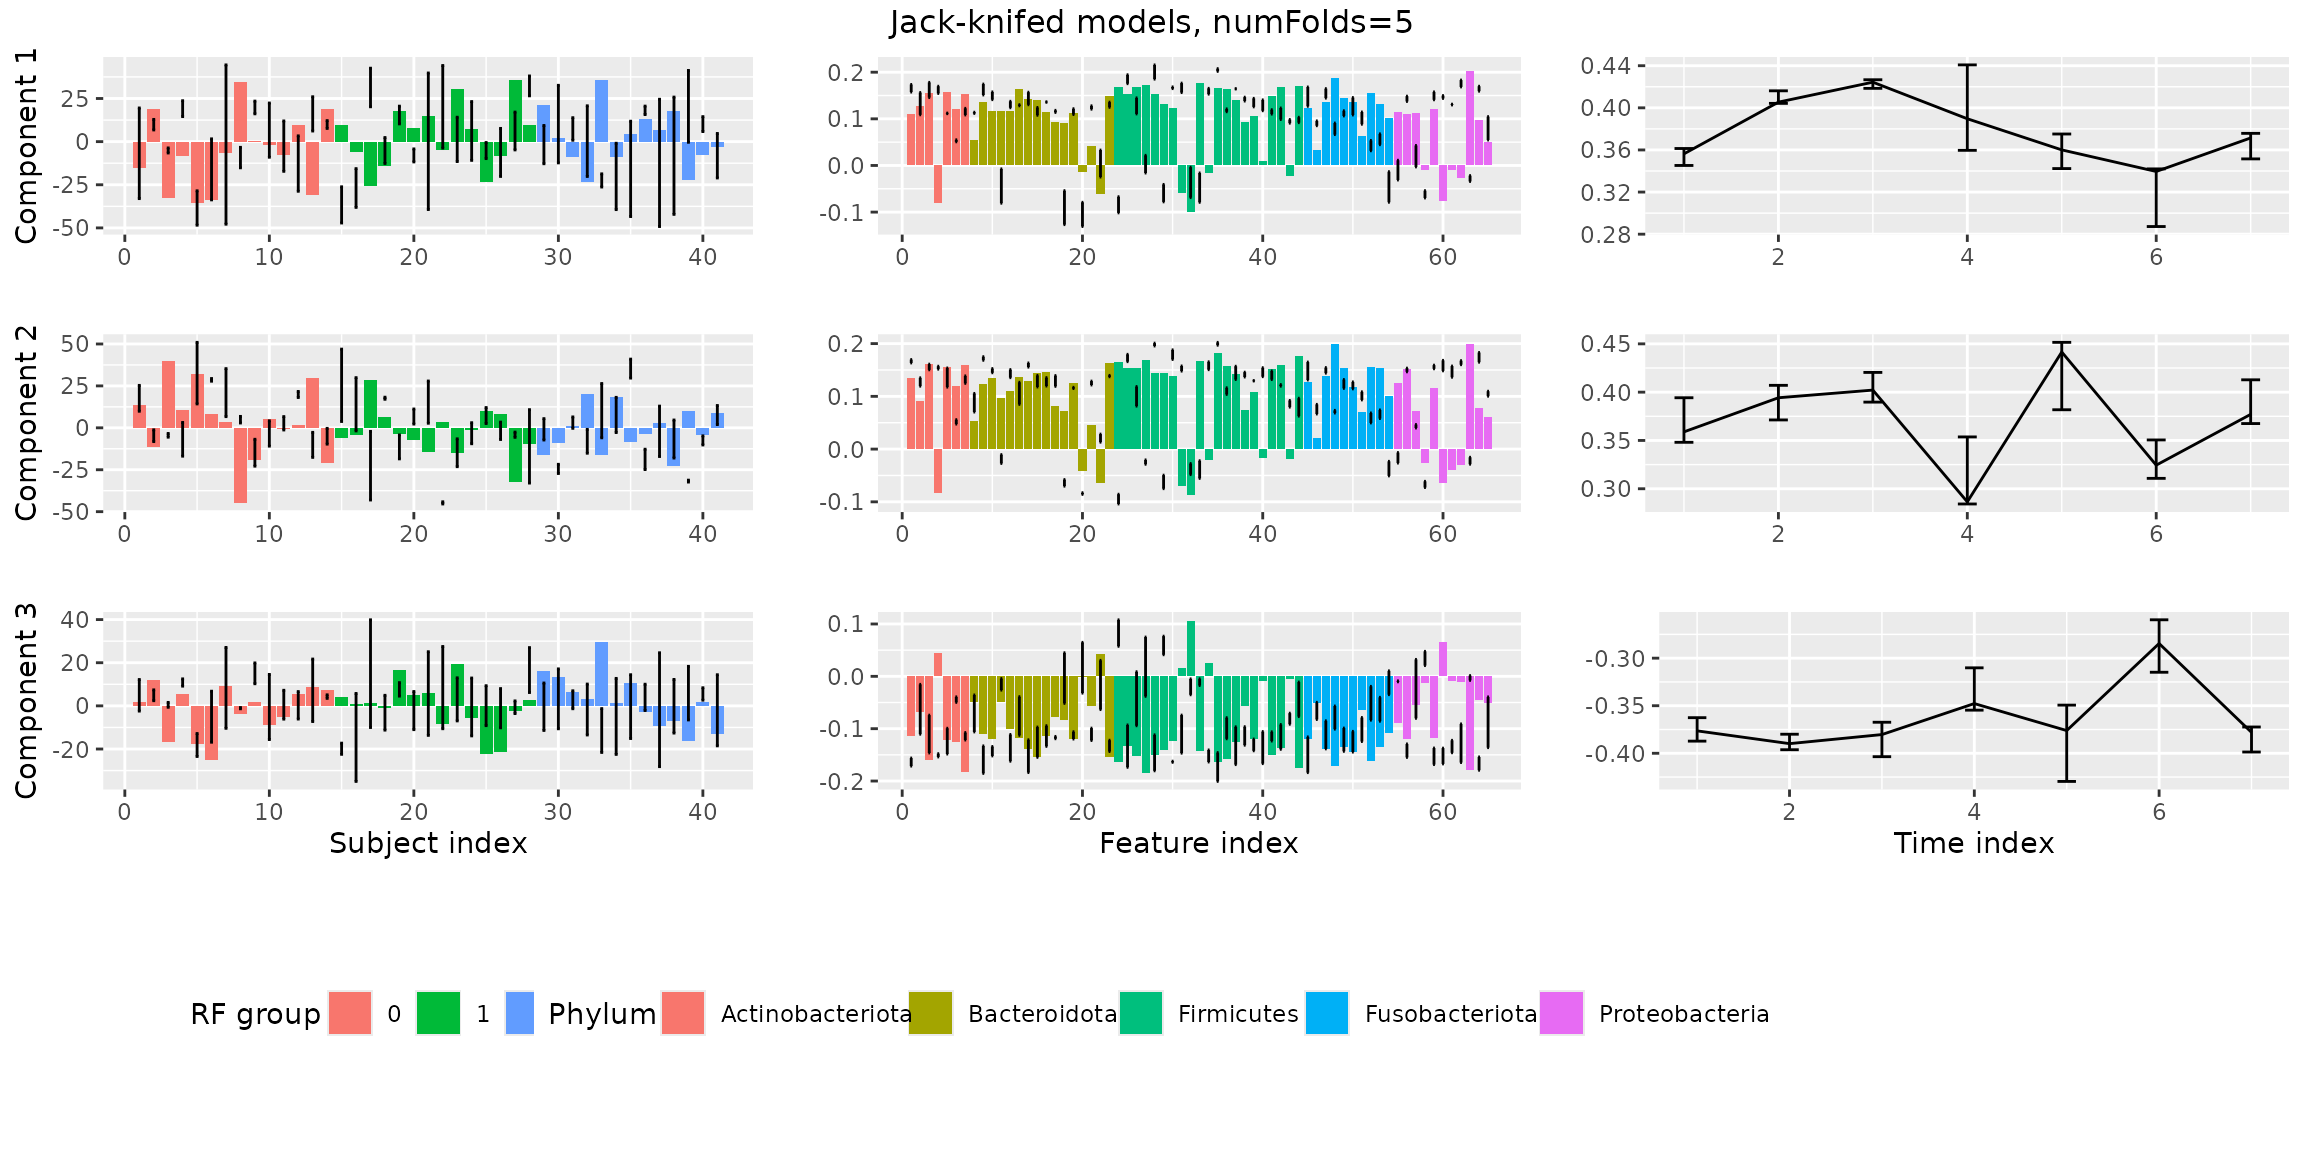 Jack-knifed models, numFolds=5
Component 1
25
0
-25
-50
0 10 20 30 40
0.2
0.1
0.0
-0.1
0 20 40 60
0.44
0.40
0.36
0.32
0.28
2 4 6
Component 2
50
25
0
-25
-50
0 10 20 30 40
0.2
0.1
0.0
-0.1
0 20 40 60
0.45
0.40
0.35
0.30
2 4 6
Component 3
40
20
0
-20
0 10 20 30 40
Subject index
0.1
0.0
-0.1
-0.2
0 20 40 60
Feature index
-0.30
-0.35
-0.40
2 4 6
Time index
RF group 0 1 Phylum Actinobacteriota Bacteroidota Firmicutes Fusobacteriota Proteobacteria